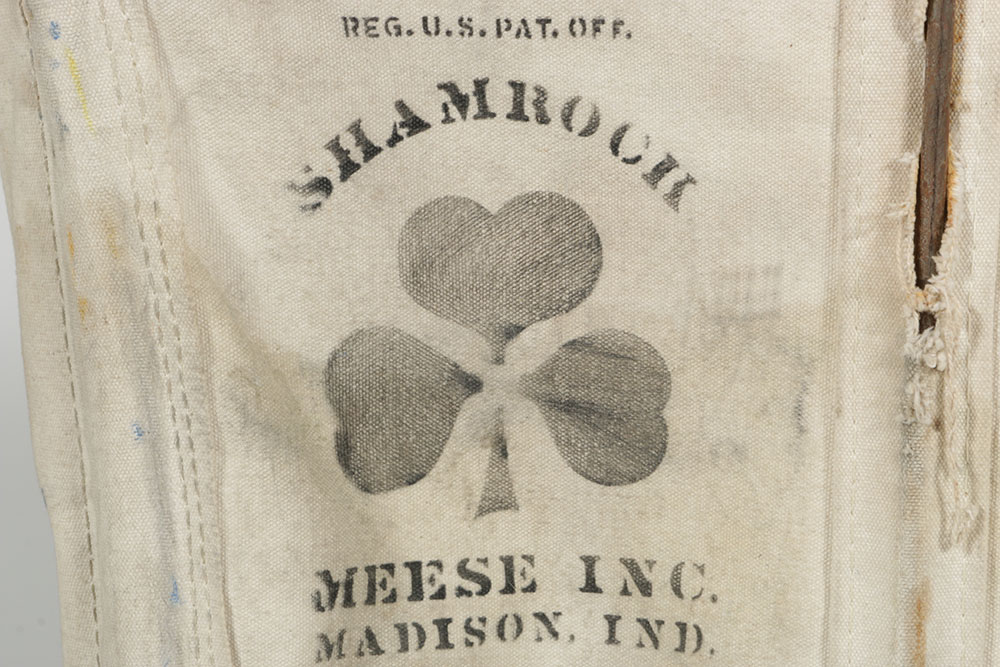 REG. U.S. PAT. OFF.
SHAMROCK
MEESE INC.
MADISON, IND.